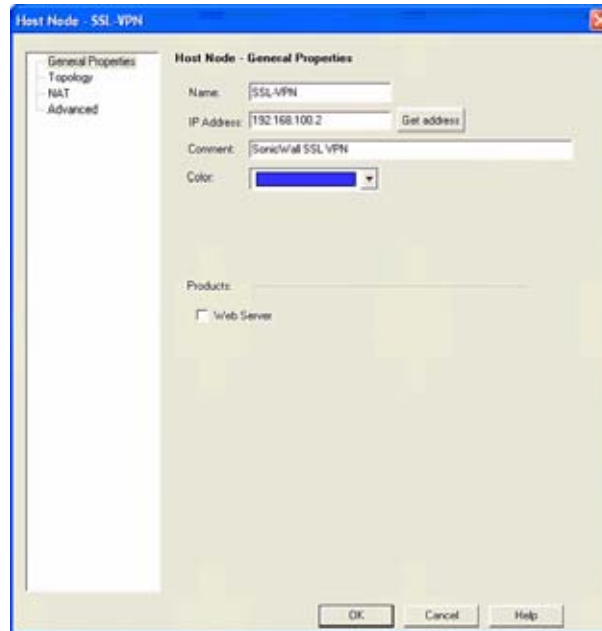 Host Node - SSL-VPN
General Properties
Topology
NAT
Advanced
Host Node - General Properties
Name: SSL-VPN
IP Address: 192.168.100.2 Get address
Comment: SonicWall SSL VPN
Color:
Products:
Web Server
OK Cancel Help